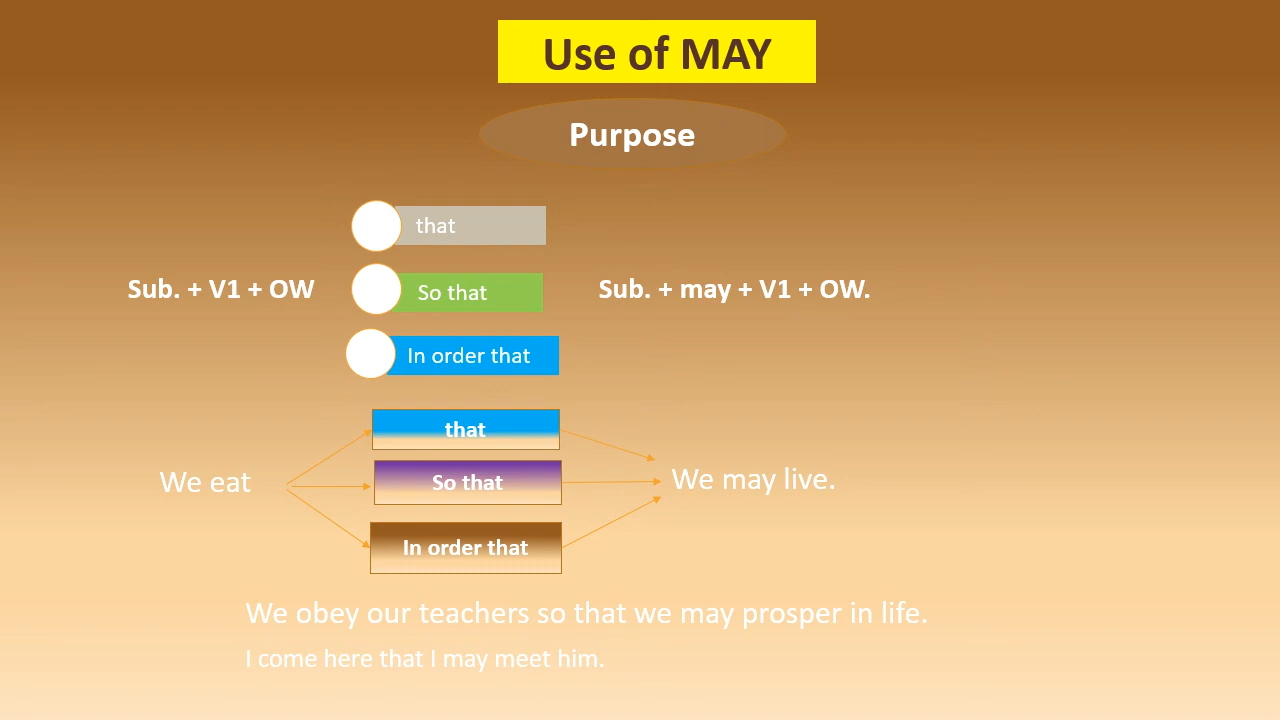 Use of MAY
Purpose
that
Sub. + V1 + OW
So that
Sub. + may + V1 + OW.
In order that
that
We eat
So that
We may live.
In order that
We obey our teachers so that we may prosper in life.
I come here that I may meet him.